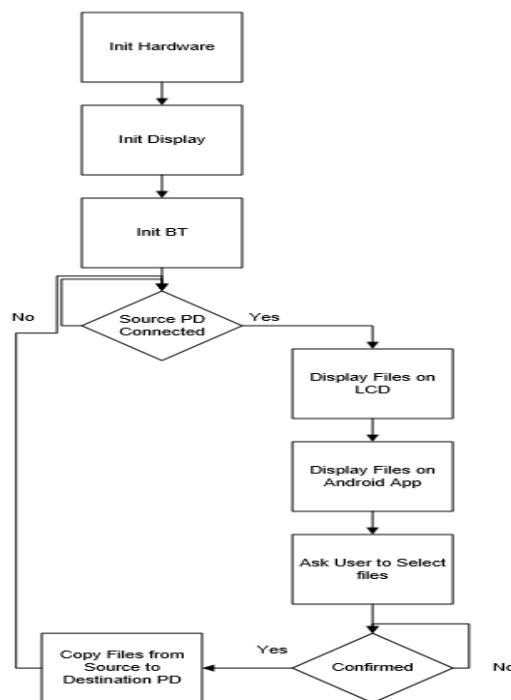 Init Hardware
Init Display
Init BT
No
Source PD
Connected
Yes
Display Files on
LCD
Display Files on
Android App
Ask User to Select
files
Yes
Copy Files from
Source to
Destination PD
Confirmed
No